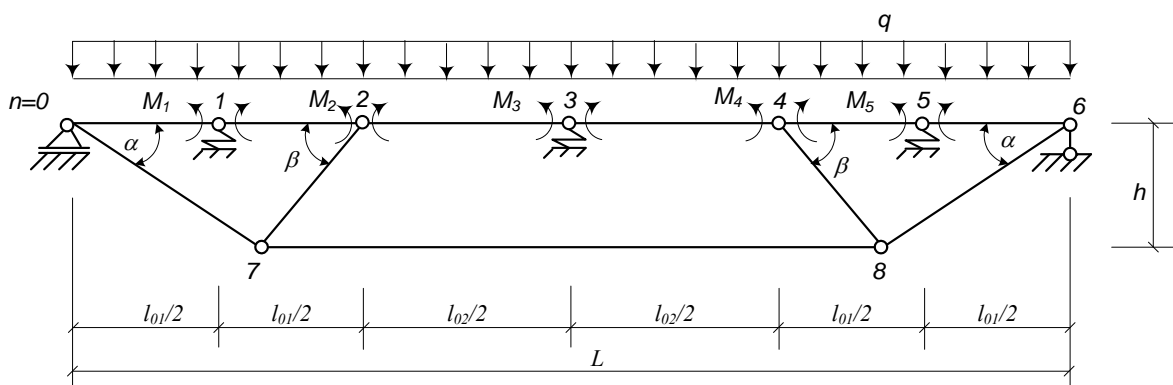 q
n=0 M₁ 1 M₂ 2 M₃ 3 M₄ 4 M₅ 5 6
α β β α h
7 8
l₀₁/2 l₀₁/2 l₀₂/2 l₀₂/2 l₀₁/2 l₀₁/2
L